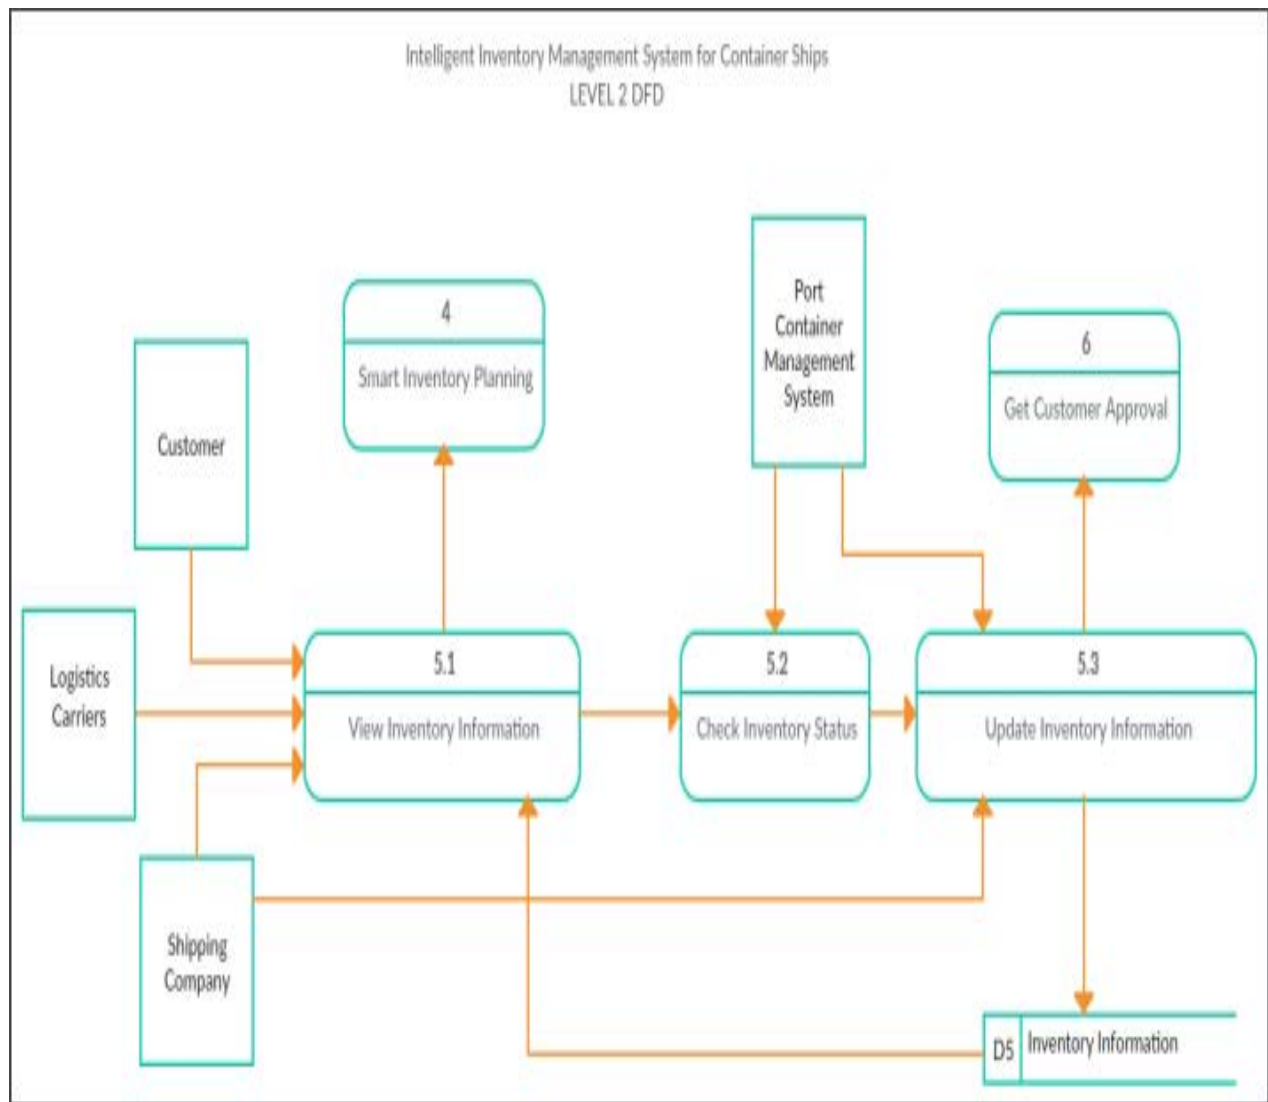 Intelligent Inventory Management System for Container Ships
LEVEL 2 DFD
Port
Container
Management
System
4
Smart Inventory Planning
6
Get Customer Approval
Customer
Logistics
Carriers
5.1
View Inventory Information
5.2
Check Inventory Status
5.3
Update Inventory Information
Shipping
Company
D5
Inventory Information